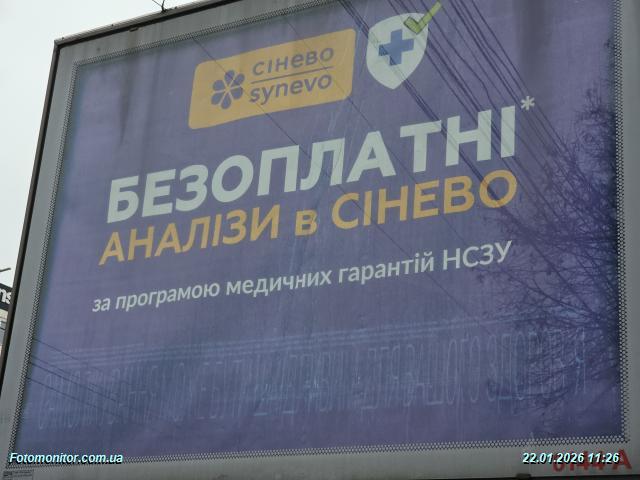 сінево
synevo
БЕЗОПЛАТНІ*
АНАЛІЗИ в СІНЕВО
за програмою медичних гарантій НСЗУ
Fotomonitor.com.ua
22.01.2026 11:26